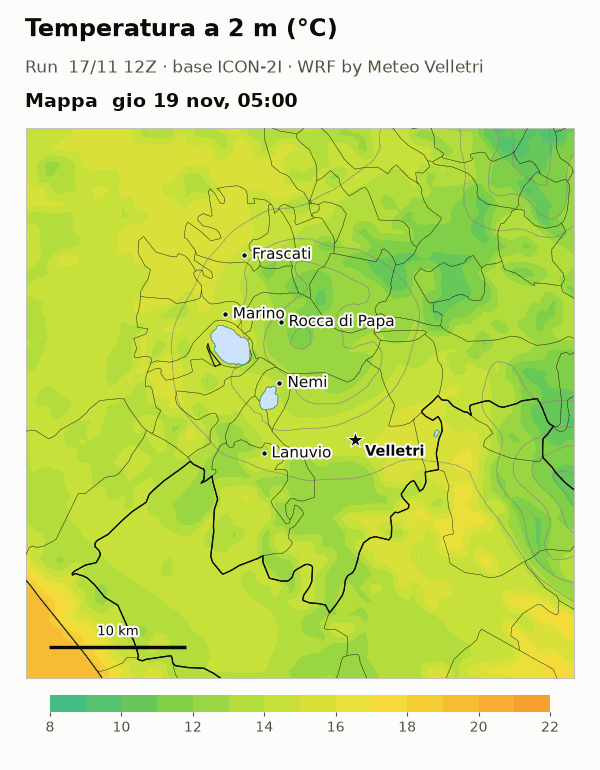 Temperatura a 2 m (°C)
Run  17/11 12Z · base ICON-2I · WRF by Meteo Velletri
Mappa  gio 19 nov, 05:00
Frascati
Marino
Rocca di Papa
Nemi
Velletri
Lanuvio
10 km
8 10 12 14 16 18 20 22